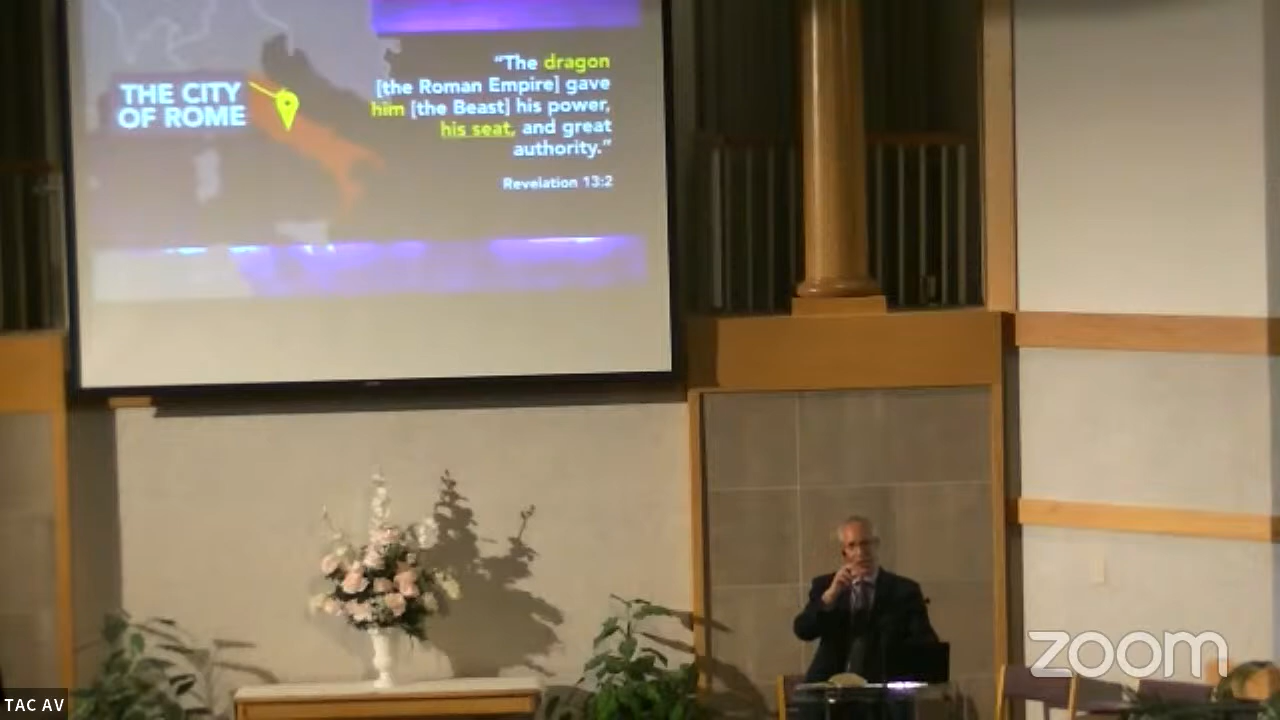 THE CITY
OF ROME
"The dragon
[the Roman Empire] gave
him [the Beast] his power,
his seat, and great
authority."
Revelation 13:2
zoom
TAC AV